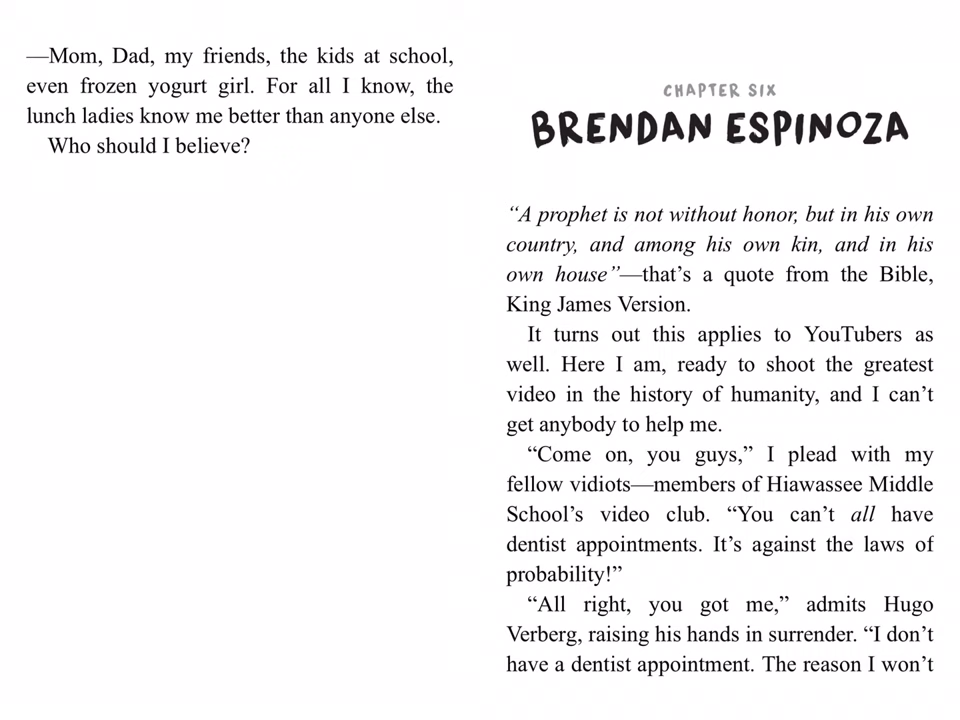 —Mom, Dad, my friends, the kids at school,
even frozen yogurt girl. For all I know, the
lunch ladies know me better than anyone else.
Who should I believe?
CHAPTER SIX
BRENDAN ESPINOZA
“A prophet is not without honor, but in his own
country, and among his own kin, and in his
own house”—that’s a quote from the Bible,
King James Version.
It turns out this applies to YouTubers as
well. Here I am, ready to shoot the greatest
video in the history of humanity, and I can’t
get anybody to help me.
“Come on, you guys,” I plead with my
fellow vidiots—members of Hiawassee Middle
School’s video club. “You can’t all have
dentist appointments. It’s against the laws of
probability!”
“All right, you got me,” admits Hugo
Verberg, raising his hands in surrender. “I don’t
have a dentist appointment. The reason I won’t